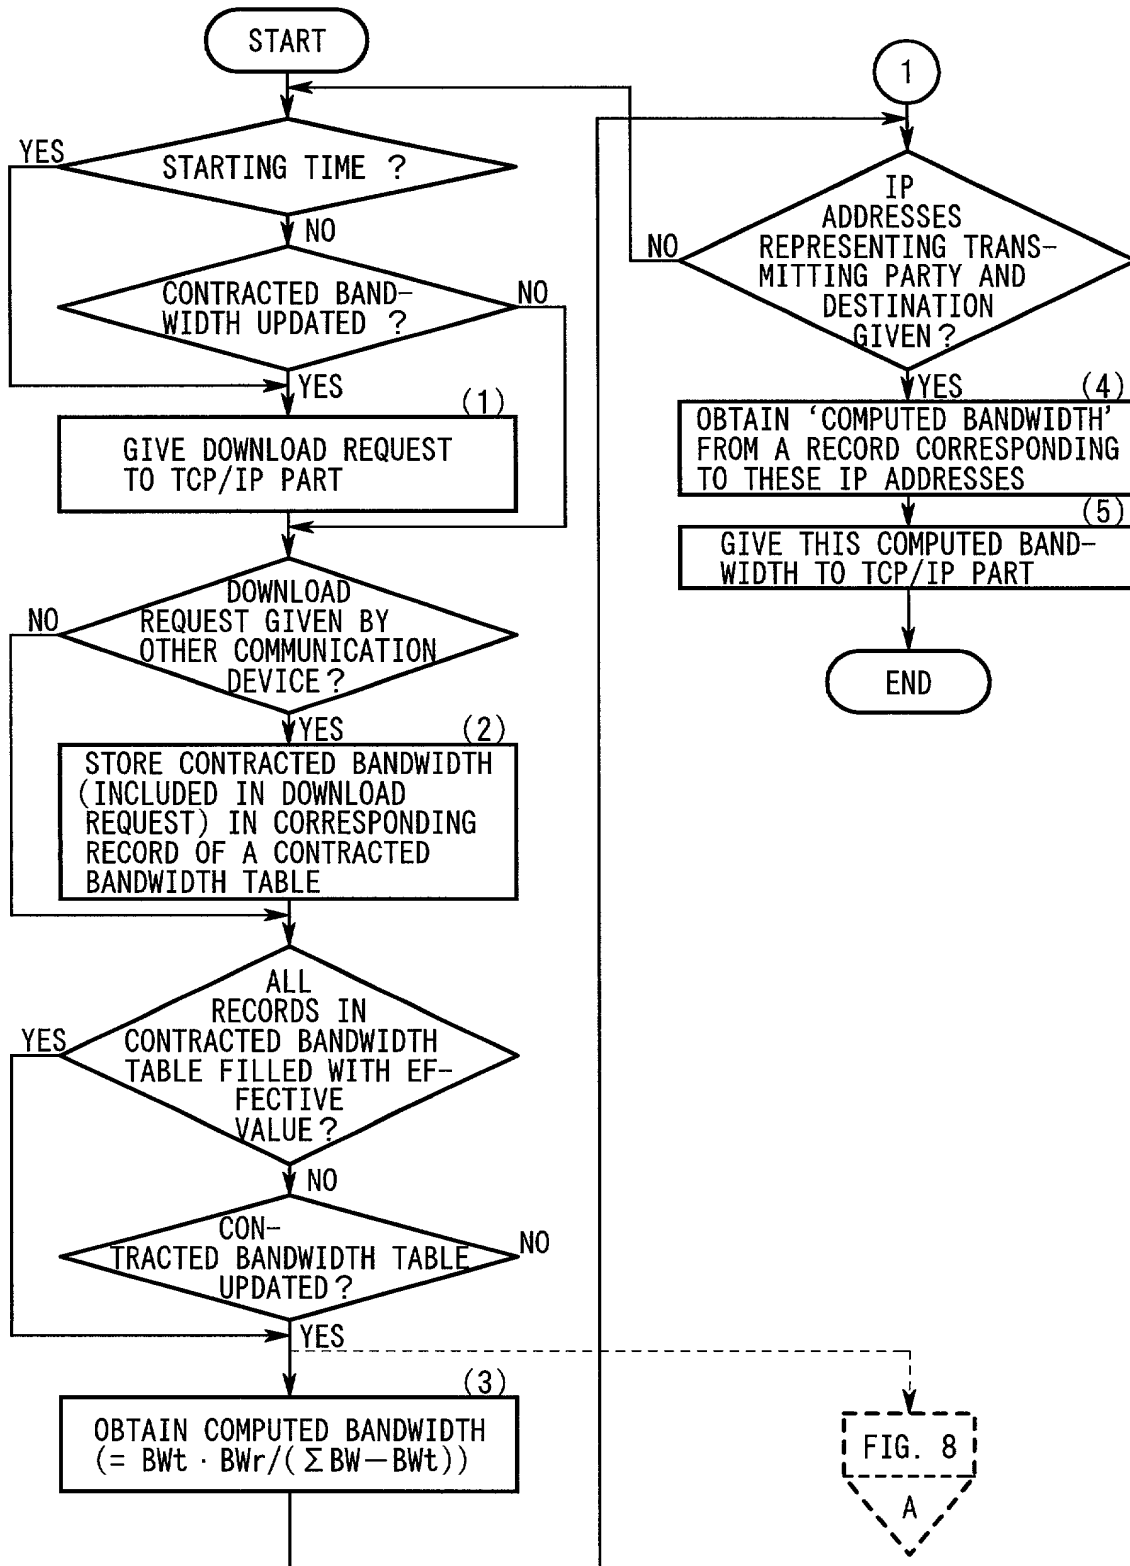 START
STARTING TIME ?
YES
NO
CONTRACTED BAND-
WIDTH UPDATED ?
NO
YES
(1)
GIVE DOWNLOAD REQUEST
TO TCP/IP PART
DOWNLOAD
REQUEST GIVEN BY
OTHER COMMUNICATION
DEVICE ?
NO
YES
(2)
STORE CONTRACTED BANDWIDTH
(INCLUDED IN DOWNLOAD
REQUEST) IN CORRESPONDING
RECORD OF A CONTRACTED
BANDWIDTH TABLE
ALL
RECORDS IN
CONTRACTED BANDWIDTH
TABLE FILLED WITH EF-
FECTIVE
VALUE ?
YES
NO
CON-
TRACTED BANDWIDTH TABLE
UPDATED ?
NO
YES
(3)
OBTAIN COMPUTED BANDWIDTH
(= BWt · BWr/(ΣBW–BWt))
1
IP
ADDRESSES
REPRESENTING TRANS-
MITTING PARTY AND
DESTINATION
GIVEN ?
NO
YES
(4)
OBTAIN ‘COMPUTED BANDWIDTH’
FROM A RECORD CORRESPONDING
TO THESE IP ADDRESSES
(5)
GIVE THIS COMPUTED BAND-
WIDTH TO TCP/IP PART
END
FIG. 8
A